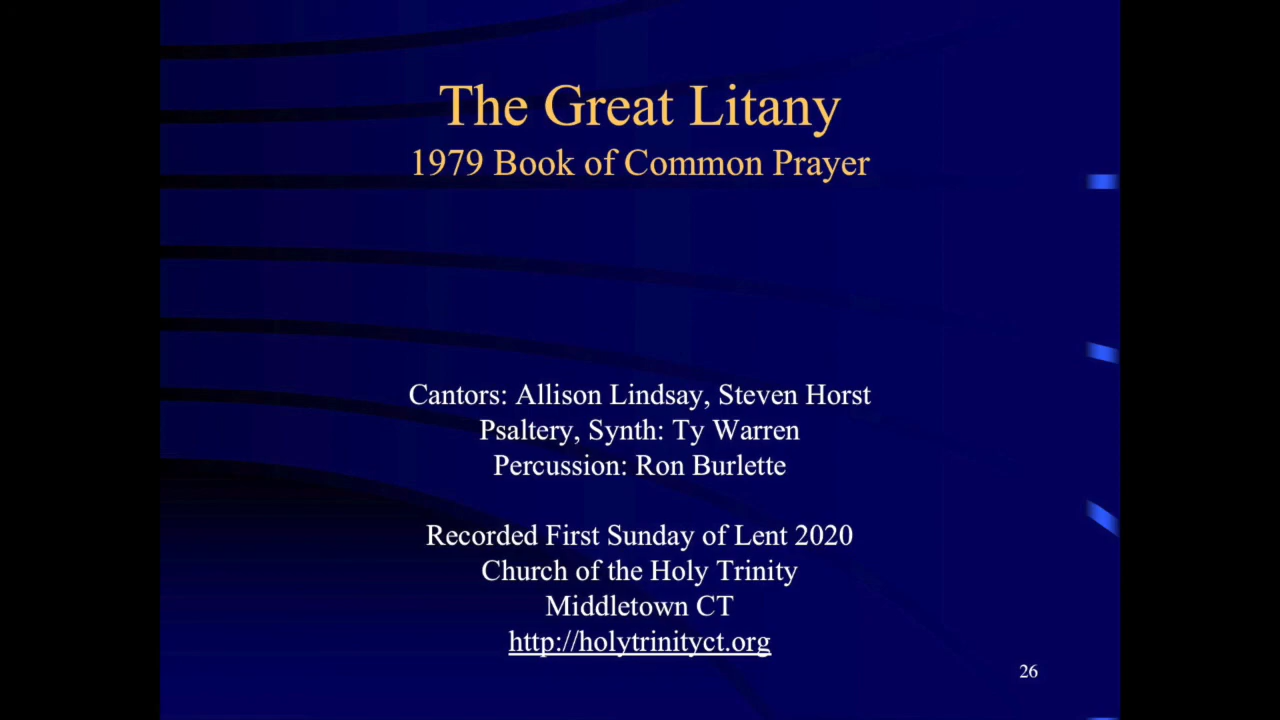 The Great Litany
1979 Book of Common Prayer
Cantors: Allison Lindsay, Steven Horst
Psaltery, Synth: Ty Warren
Percussion: Ron Burlette
Recorded First Sunday of Lent 2020
Church of the Holy Trinity
Middletown CT
http://holytrinityct.org
26